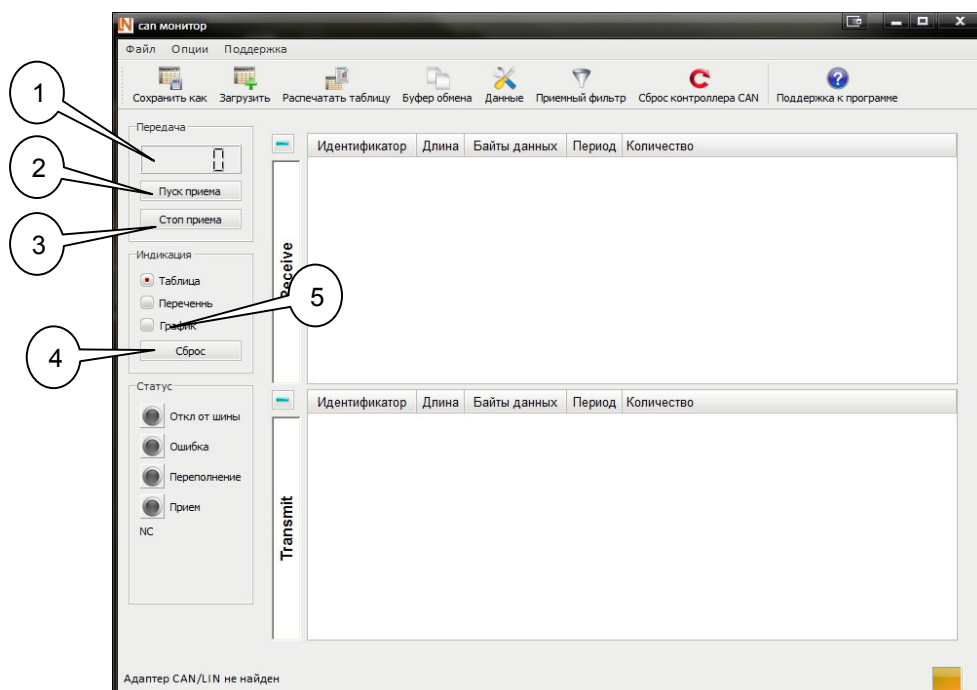 can монитор
Файл Опции Поддержка
Сохранить как Загрузить Распечатать таблицу Буфер обмена Данные Приемный фильтр Сброс контроллера CAN Поддержка к программе
1
2
3
4
5
Передача
0
Пуск приема
Стоп приема
Индикация
Таблица
Переченнь
График
Сброс
Статус
Откл от шины
Ошибка
Переполнение
Прием
NC
Идентификатор Длина Байты данных Период Количество
Receive
Идентификатор Длина Байты данных Период Количество
Transmit
Адаптер CAN/LIN не найден